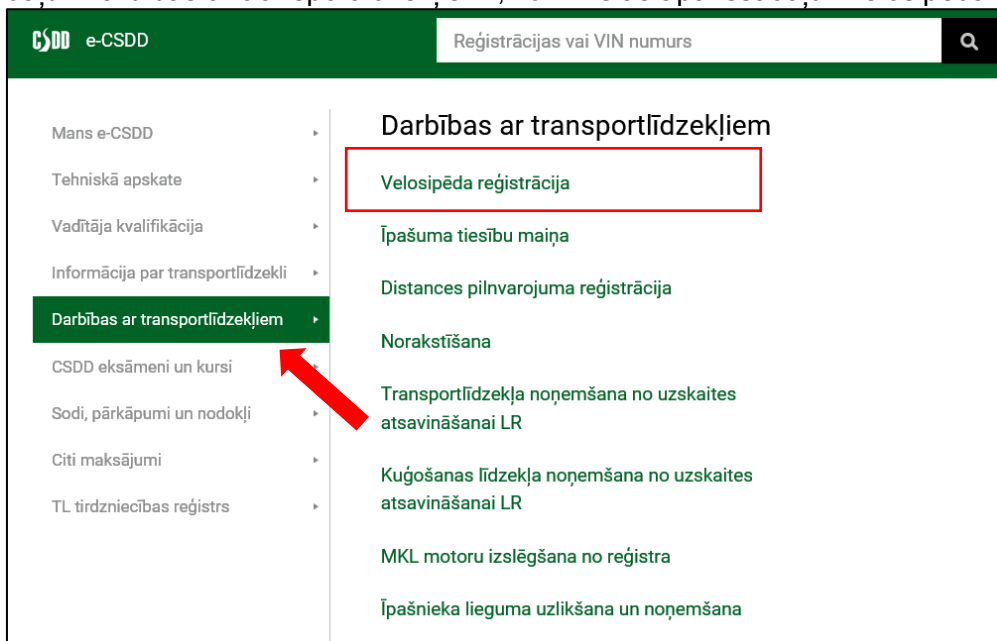 CSDD e-CSDD
Reģistrācijas vai VIN numurs
Mans e-CSDD
Tehniskā apskate
Vadītāja kvalifikācija
Informācija par transportlīdzekli
Darbības ar transportlīdzekļiem
CSDD eksāmeni un kursi
Sodi, pārkāpumi un nodokļi
Citi maksājumi
TL tirdzniecības reģistrs
Darbības ar transportlīdzekļiem
Velosipēda reģistrācija
Īpašuma tiesību maiņa
Distances pilnvarojuma reģistrācija
Norakstīšana
Transportlīdzekļa noņemšana no uzskaites
atsavināšanai LR
Kuģošanas līdzekļa noņemšana no uzskaites
atsavināšanai LR
MKL motoru izslēgšana no reģistra
Īpašnieka lieguma uzlikšana un noņemšana